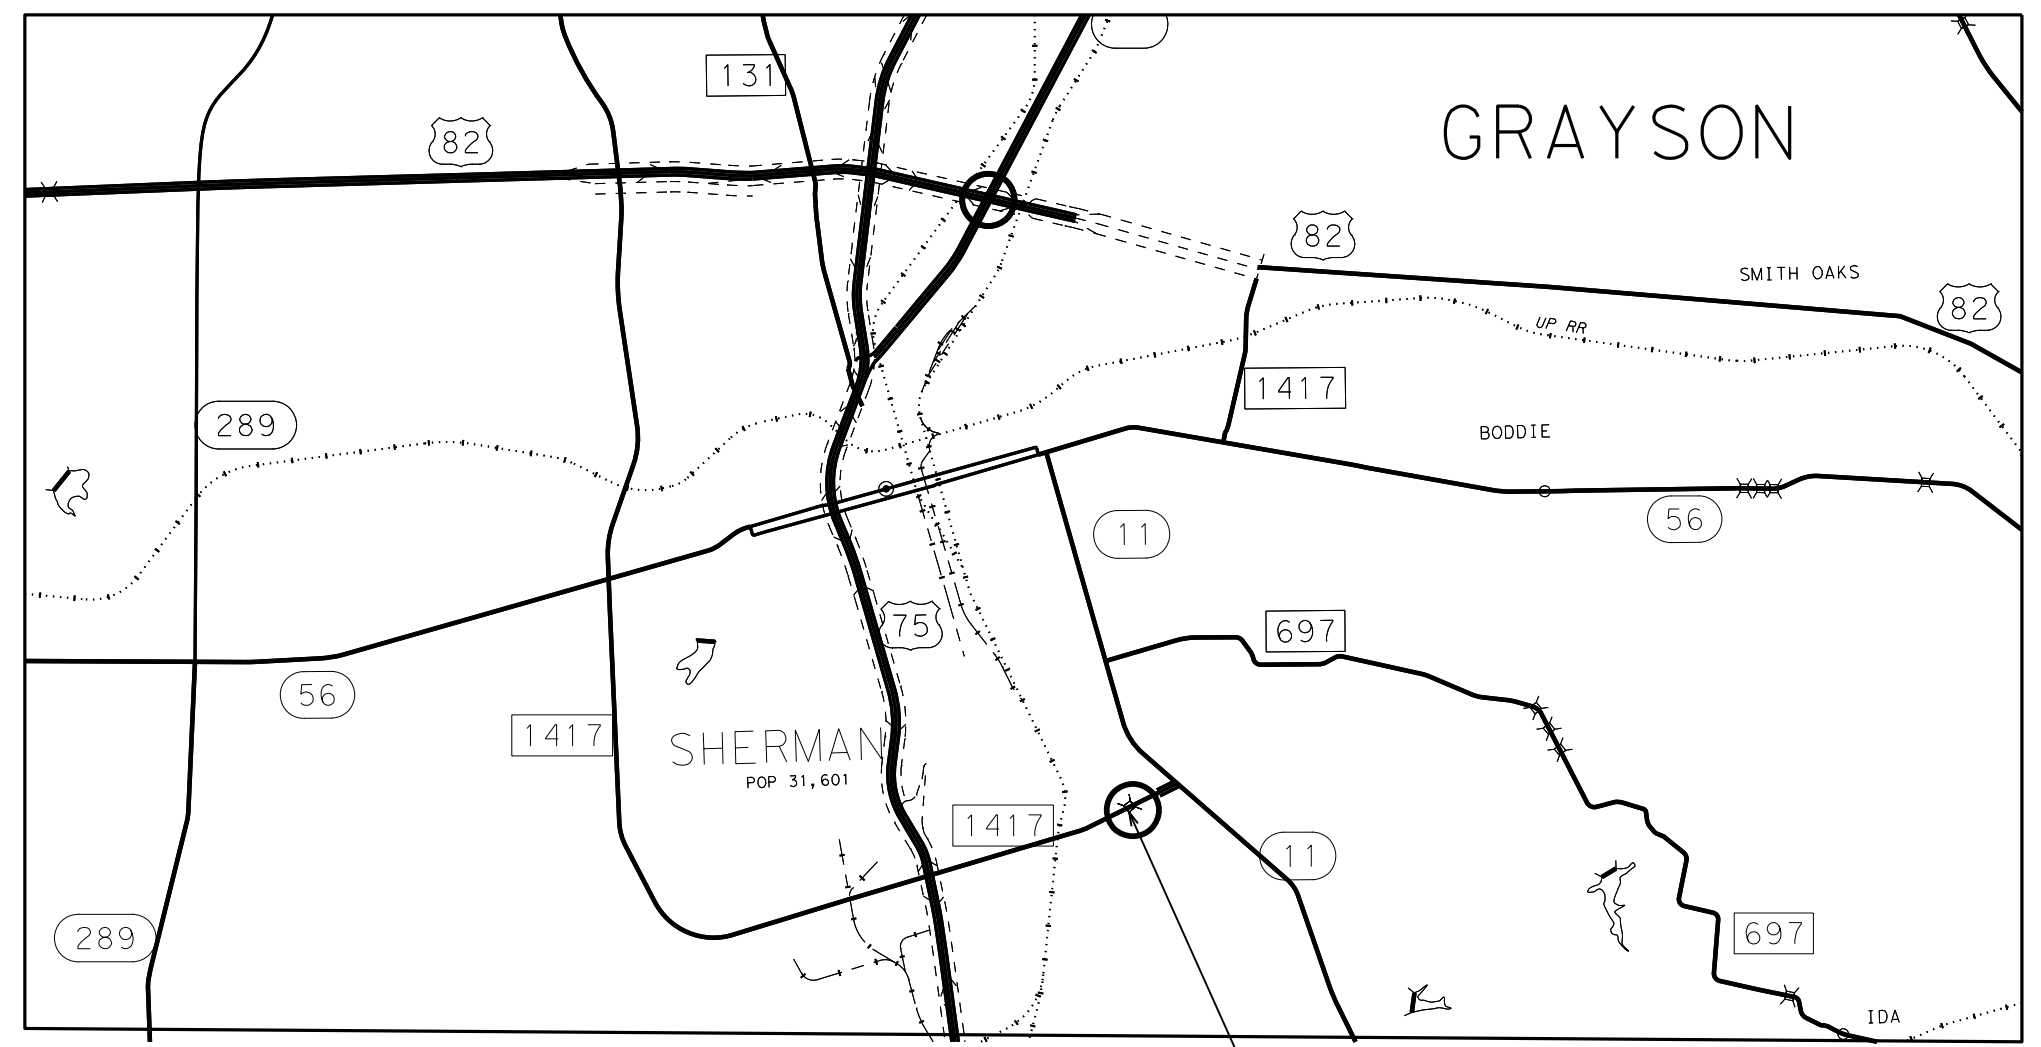 131
GRAYSON
82
82
SMITH OAKS
82
UP RR
1417
289
BODDIE
56
11
75
697
56
1417
SHERMAN
POP 31,601
1417
11
289
697
IDA